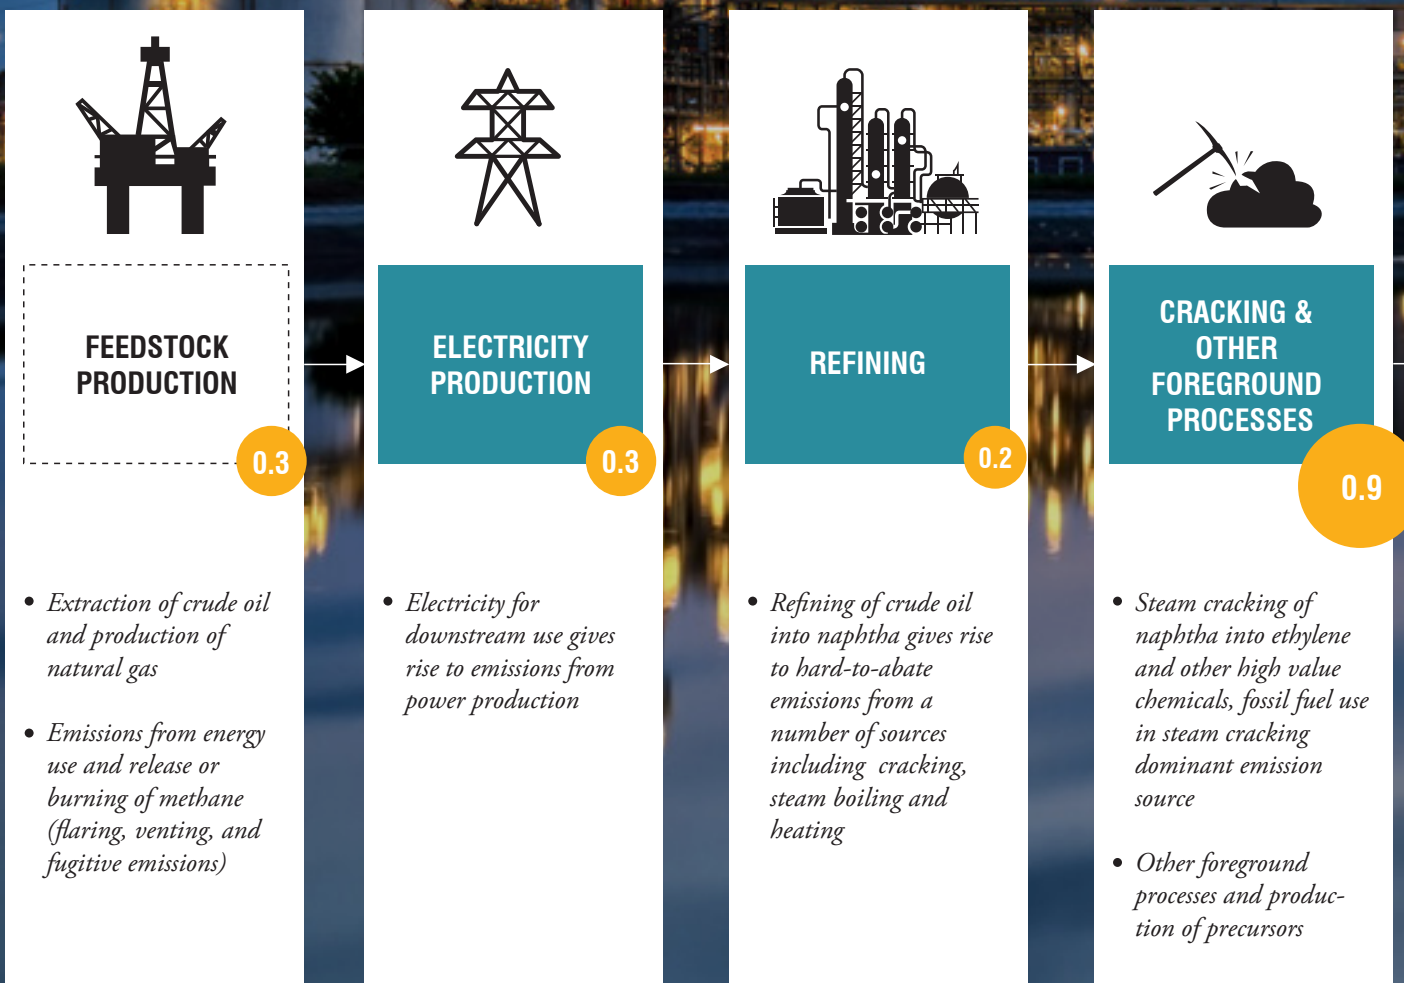 FEEDSTOCK
PRODUCTION
0.3
• Extraction of crude oil
and production of
natural gas
• Emissions from energy
use and release or
burning of methane
(flaring, venting, and
fugitive emissions)
ELECTRICITY
PRODUCTION
0.3
• Electricity for
downstream use gives
rise to emissions from
power production
REFINING
0.2
• Refining of crude oil
into naphtha gives rise
to hard-to-abate
emissions from a
number of sources
including cracking,
steam boiling and
heating
CRACKING &
OTHER
FOREGROUND
PROCESSES
0.9
• Steam cracking of
naphtha into ethylene
and other high value
chemicals, fossil fuel use
in steam cracking
dominant emission
source
• Other foreground
processes and produc-
tion of precursors